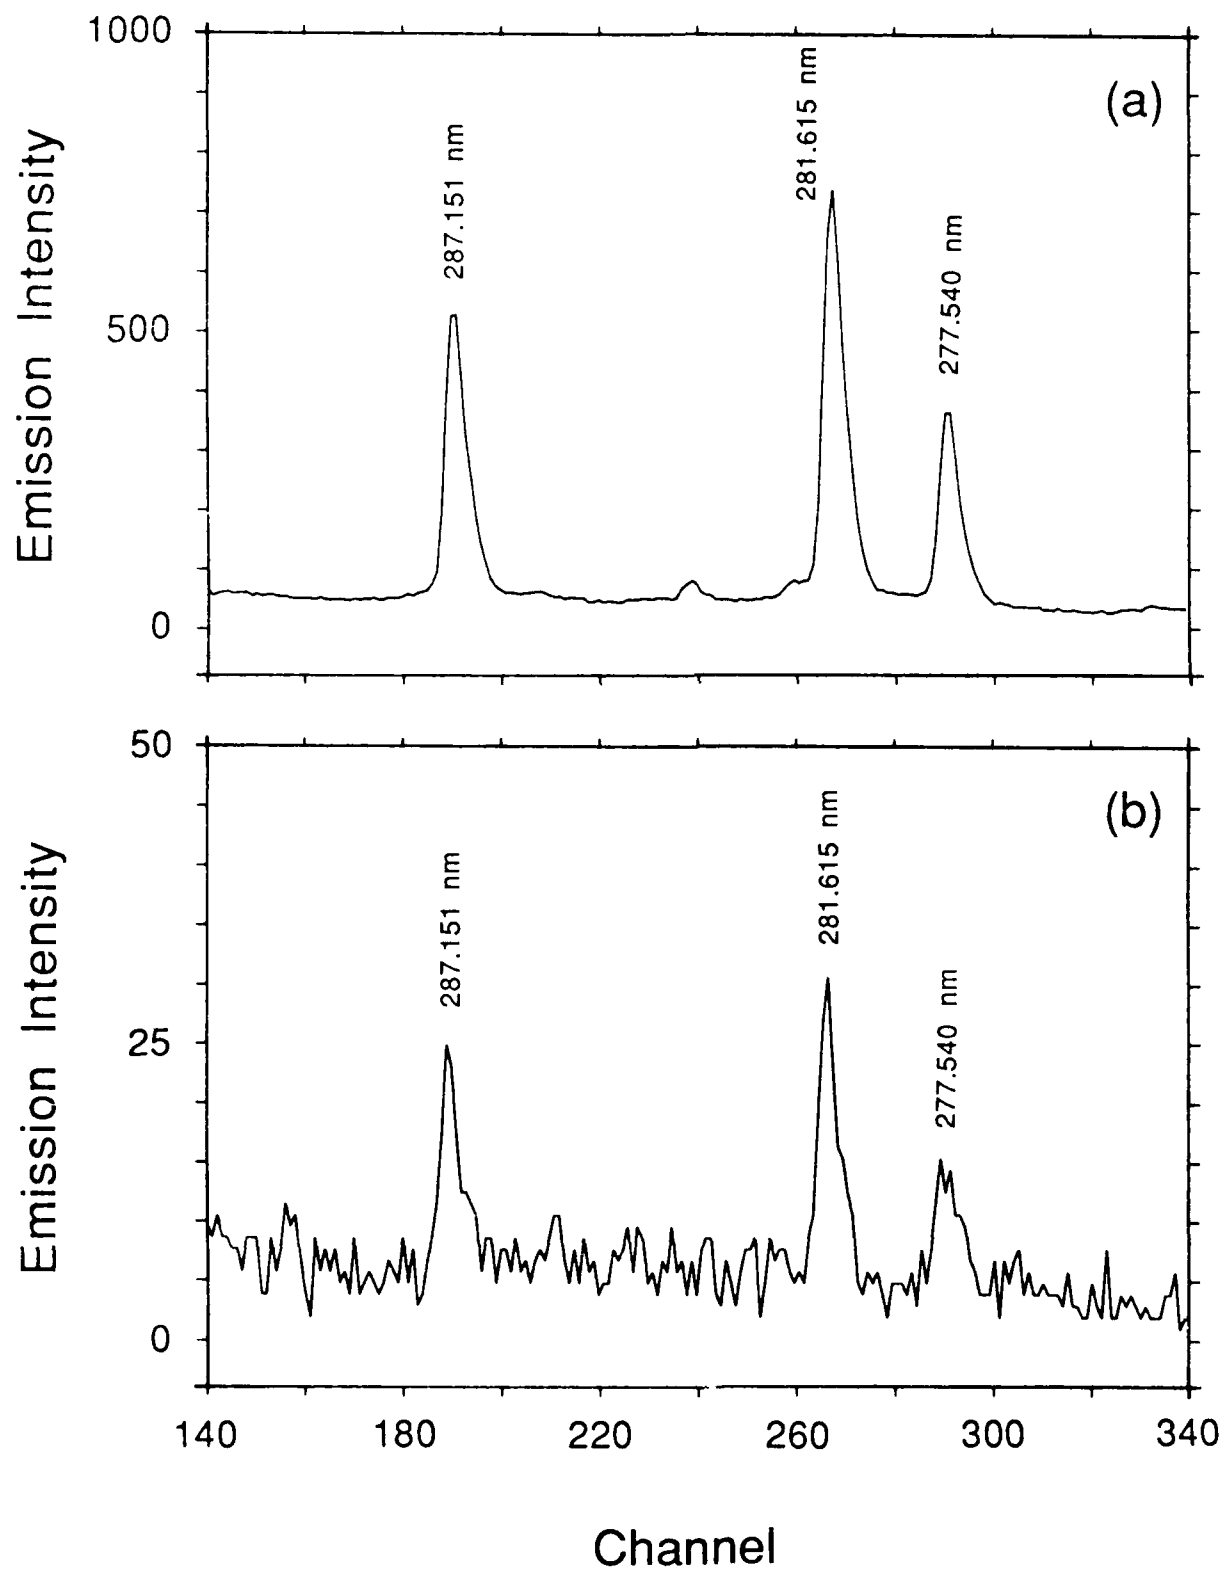 1000
500
0
Emission Intensity
287.151 nm
281.615 nm
277.540 nm
(a)
50
25
0
Emission Intensity
287.151 nm
281.615 nm
277.540 nm
(b)
140 180 220 260 300 340
Channel